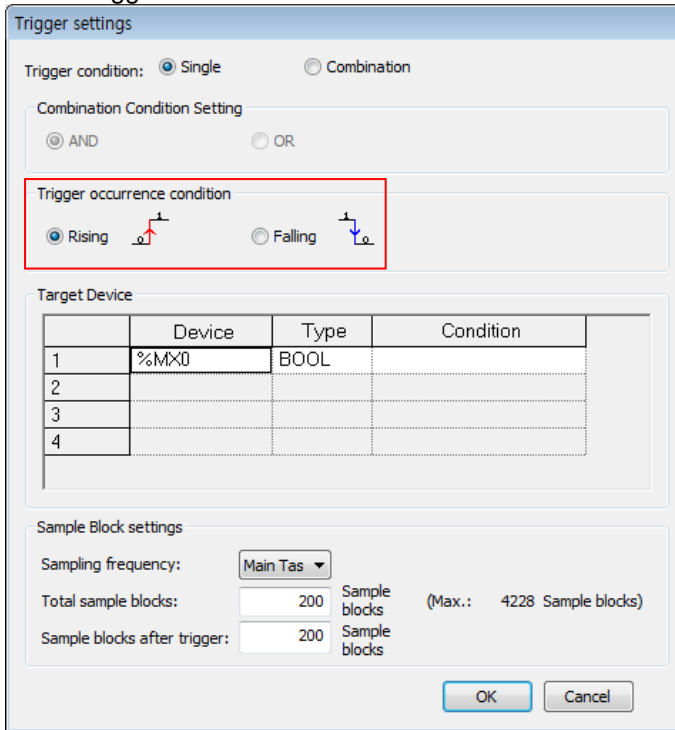 Trigger settings
Trigger condition: Single Combination
Combination Condition Setting
AND OR
Trigger occurrence condition
Rising 0 1 Falling 1 0
Target Device
Device Type Condition
1 %MX0 BOOL
2
3
4
Sample Block settings
Sampling frequency: Main Tas
Total sample blocks: 200 Sample blocks (Max.: 4228 Sample blocks)
Sample blocks after trigger: 200 Sample blocks
OK Cancel